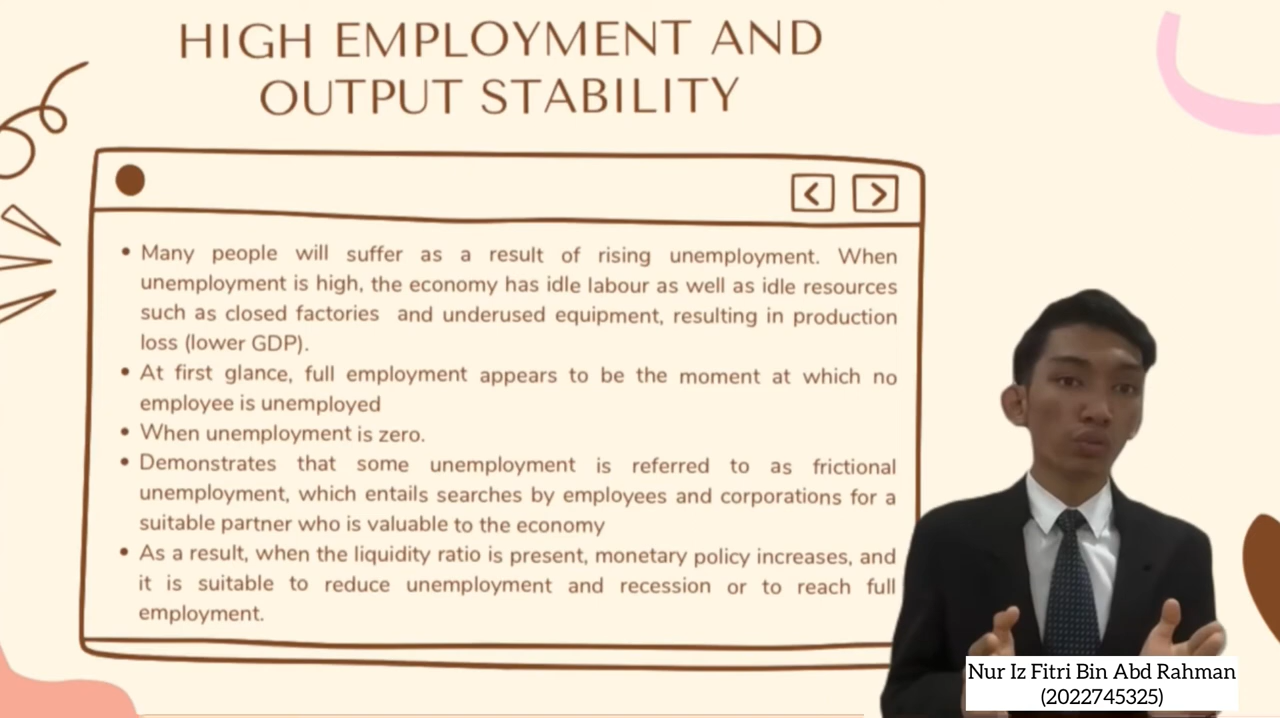 HIGH EMPLOYMENT AND
OUTPUT STABILITY
• Many people will suffer as a result of rising unemployment. When
unemployment is high, the economy has idle labour as well as idle resources
such as closed factories and underused equipment, resulting in production
loss (lower GDP).
• At first glance, full employment appears to be the moment at which no
employee is unemployed
• When unemployment is zero.
• Demonstrates that some unemployment is referred to as frictional
unemployment, which entails searches by employees and corporations for a
suitable partner who is valuable to the economy
• As a result, when the liquidity ratio is present, monetary policy increases, and
it is suitable to reduce unemployment and recession or to reach full
employment.
Nur Iz Fitri Bin Abd Rahman
(2022745325)